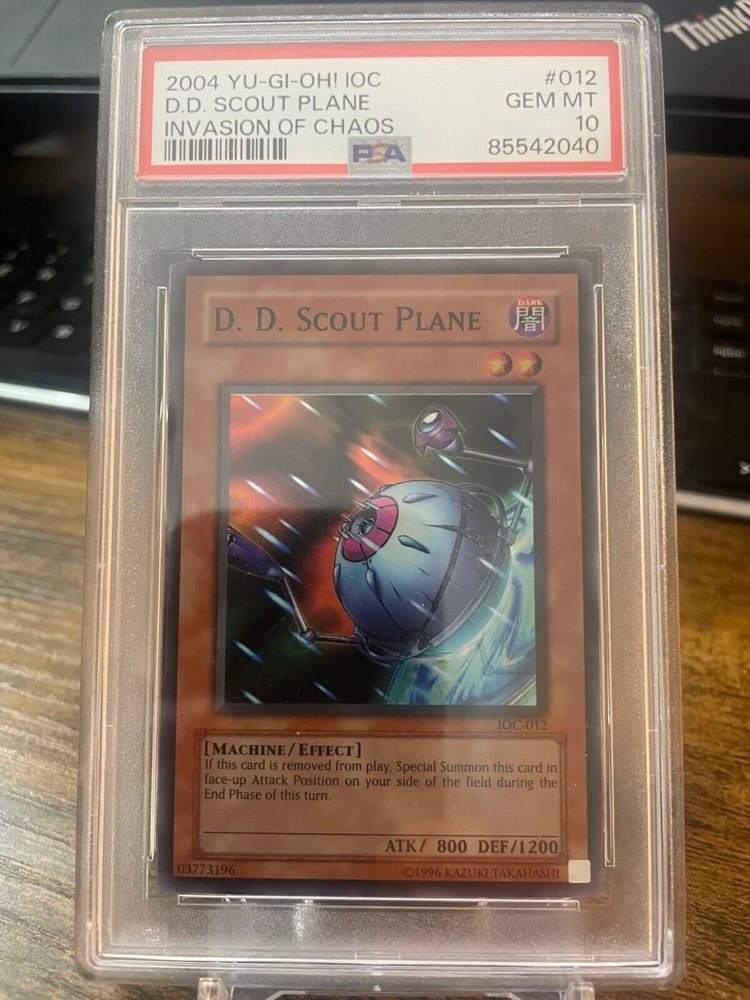 Think
2004 YU-GI-OH! IOC #012
D.D. SCOUT PLANE GEM MT
INVASION OF CHAOS 10
PSA 85542040
D. D. SCOUT PLANE
DARK
闇
IOC-012
[MACHINE/EFFECT]
If this card is removed from play, Special Summon this card in
face-up Attack Position on your side of the field during the
End Phase of this turn.
ATK/ 800 DEF/1200
03773196 ©1996 KAZUKI TAKAHASHI